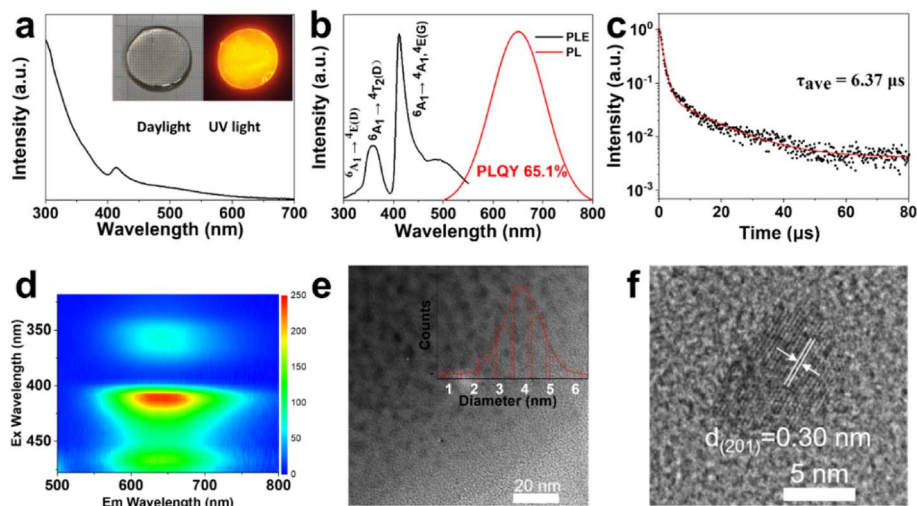 a
Intensity (a.u.)
Daylight UV light
300 400 500 600 700
Wavelength (nm)
b
Intensity (a.u.)
⁶A₁→⁴E(D)
⁶A₁→⁴T₂(D)
⁶A₁→⁴A₁,⁴E(G)
PLE
PL
PLQY 65.1%
300 400 500 600 700 800
Wavelength (nm)
c
Intensity (a.u.)
10⁰
10⁻¹
10⁻²
10⁻³
τave = 6.37 μs
0 20 40 60 80
Time (μs)
d
Ex Wavelength (nm)
350
400
450
500 600 700 800
Em Wavelength (nm)
250
200
150
100
50
0
e
Counts
1 2 3 4 5 6
Diameter (nm)
20 nm
f
d(201)=0.30 nm
5 nm